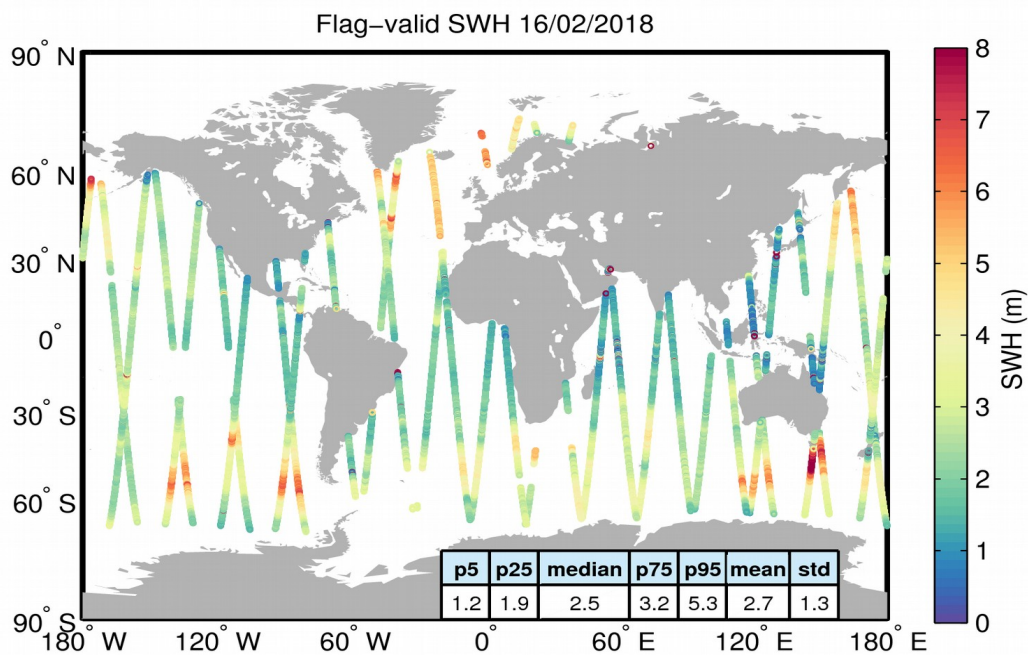 Flag−valid SWH 16/02/2018
90° N
60° N
30° N
0°
30° S
60° S
90° S
180° W
120° W
60° W
0°
60° E
120° E
180° E
p5 p25 median p75 p95 mean std
1.2 1.9 2.5 3.2 5.3 2.7 1.3
8
7
6
5
4
3
2
1
0
SWH (m)